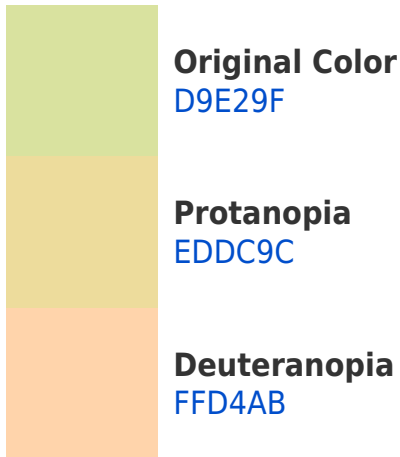 Original Color
D9E29F
Protanopia
EDDC9C
Deuteranopia
FFD4AB